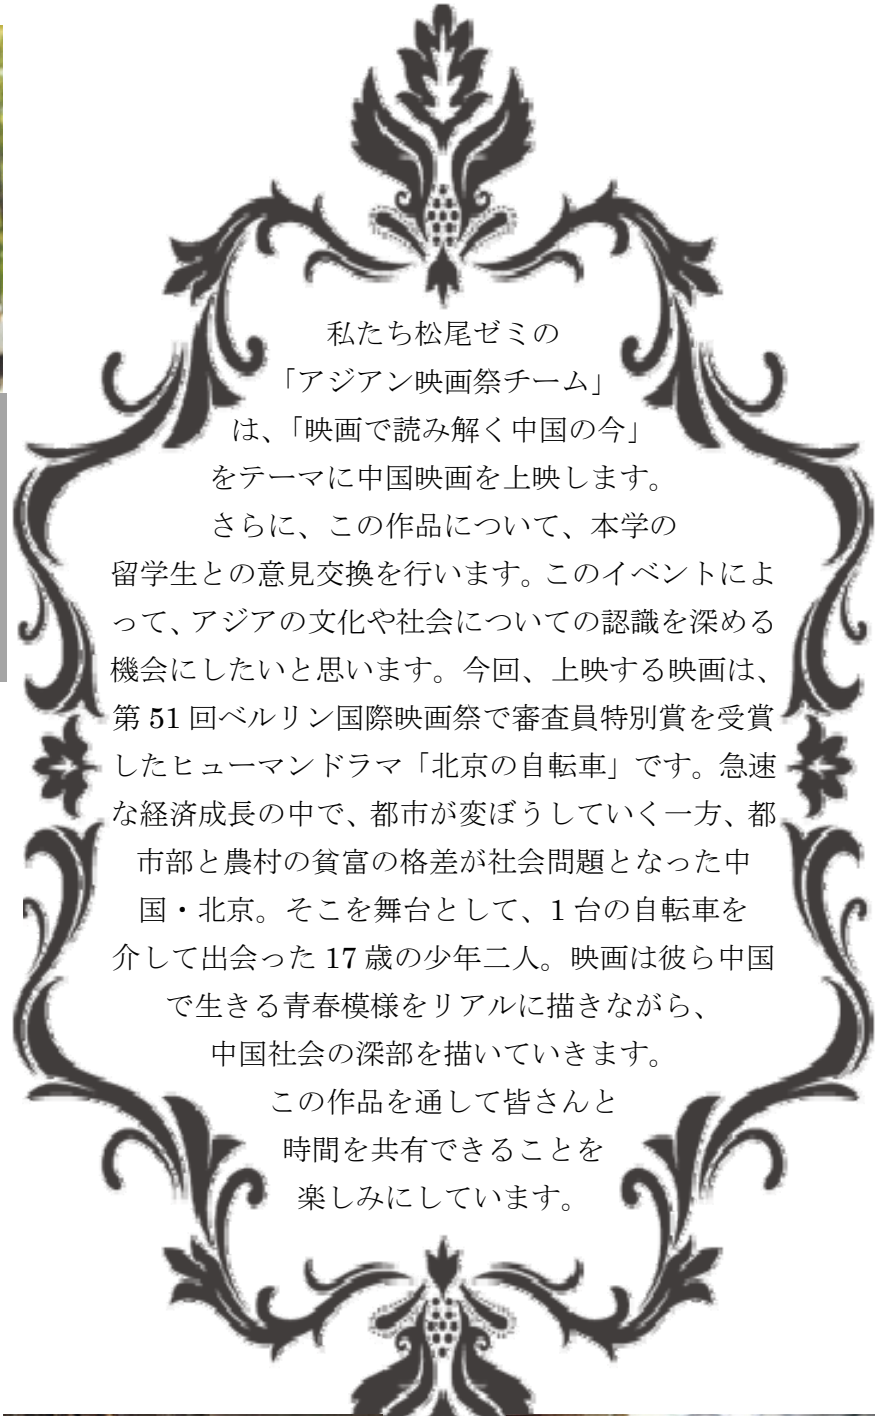 私たち松尾ゼミの
「アジアン映画祭チーム」
は、「映画で読み解く中国の今」
をテーマに中国映画を上映します。
さらに、この作品について、本学の
留学生との意見交換を行います。このイベントによ
って、アジアの文化や社会についての認識を深める
機会にしたいと思います。今回、上映する映画は、
第 51 回ベルリン国際映画祭で審査員特別賞を受賞
したヒューマンドラマ「北京の自転車」です。急速
な経済成長の中で、都市が変ぼうしていく一方、都
市部と農村の貧富の格差が社会問題となった中
国・北京。そこを舞台として、1 台の自転車を
介して出会った 17 歳の少年二人。映画は彼ら中国
で生きる青春模様をリアルに描きながら、
中国社会の深部を描いていきます。
この作品を通して皆さんと
時間を共有できることを
楽しみにしています。